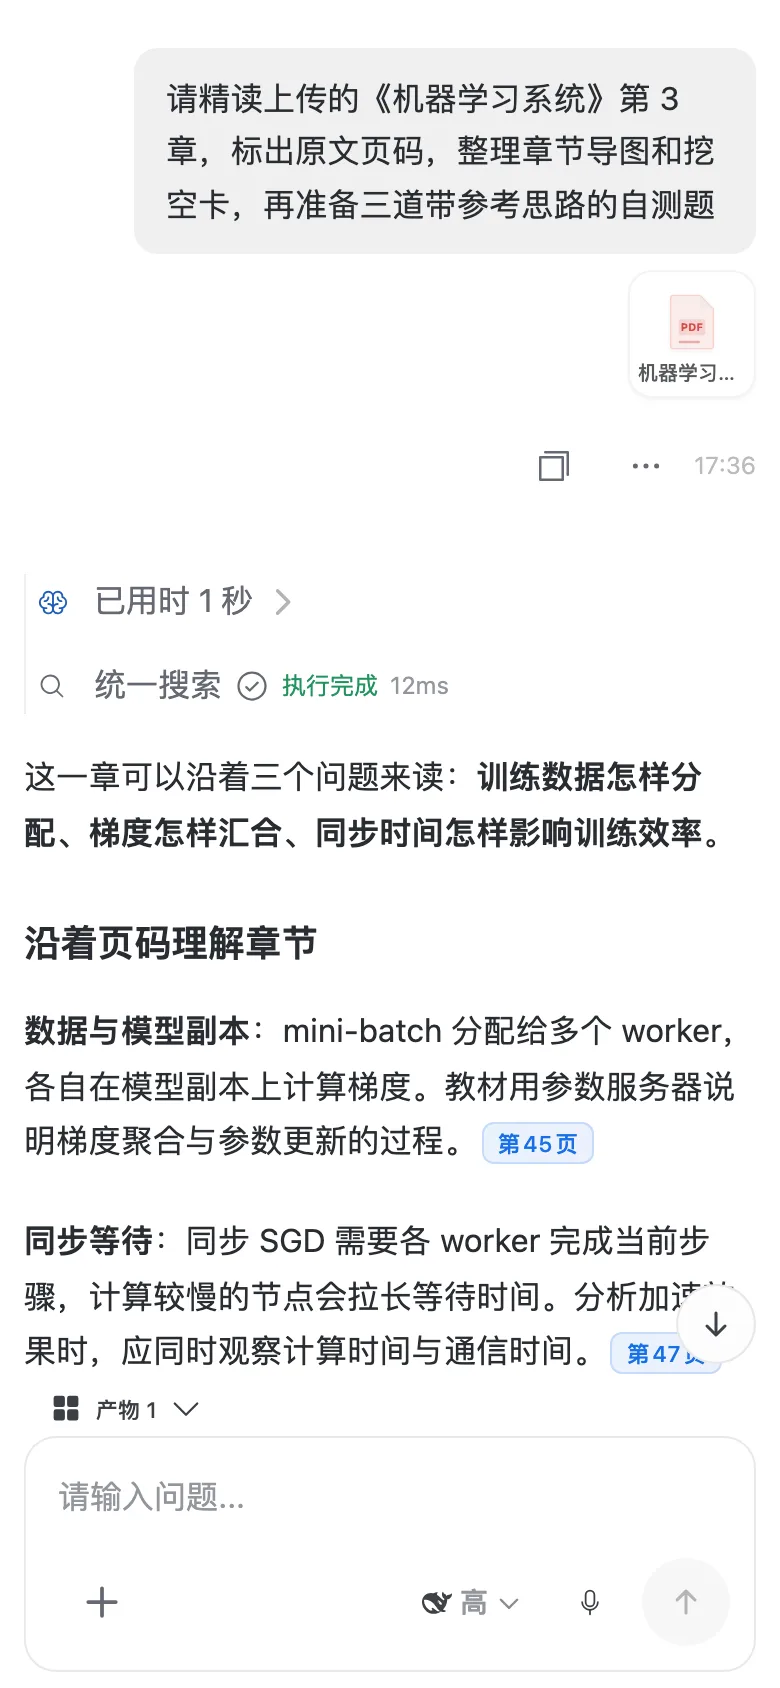 请精读上传的《机器学习系统》第 3
章，标出原文页码，整理章节导图和挖
空卡，再准备三道带参考思路的自测题
PDF
机器学习...
17:36
已用时 1 秒
统一搜索 执行完成 12ms
这一章可以沿着三个问题来读：训练数据怎样分
配、梯度怎样汇合、同步时间怎样影响训练效率。
沿着页码理解章节
数据与模型副本：mini-batch 分配给多个 worker，
各自在模型副本上计算梯度。教材用参数服务器说
明梯度聚合与参数更新的过程。 第45页
同步等待：同步 SGD 需要各 worker 完成当前步
骤，计算较慢的节点会拉长等待时间。分析加速
果时，应同时观察计算时间与通信时间。 第47页
产物 1
请输入问题...
高